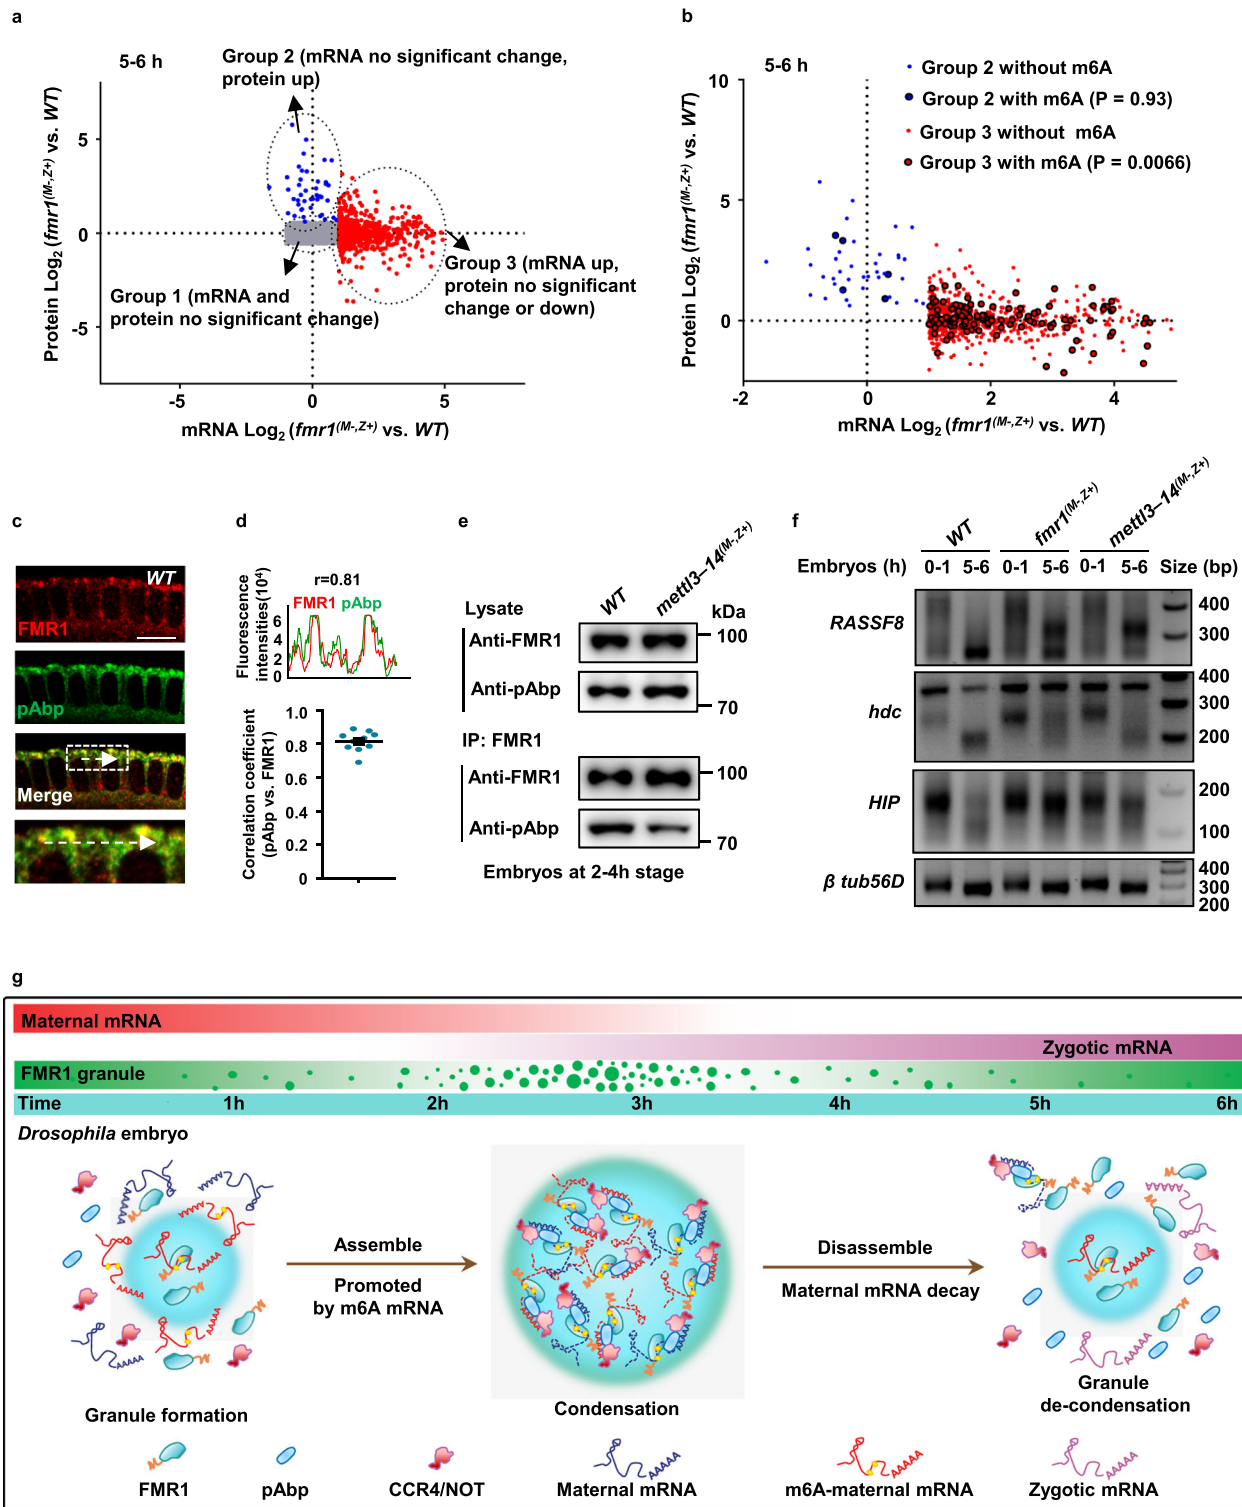 a
5-6 h
Group 2 (mRNA no significant change,
protein up)
Group 1 (mRNA and
protein no significant change)
Group 3 (mRNA up,
protein no significant
change or down)
Protein Log2 (fmr1(M-,Z+) vs. WT)
5
0
-5
-5
0
5
mRNA Log2 (fmr1(M-,Z+) vs. WT)
b
5-6 h
Group 2 without m6A
Group 2 with m6A (P = 0.93)
Group 3 without m6A
Group 3 with m6A (P = 0.0066)
Protein Log2 (fmr1(M-,Z+) vs. WT)
10
5
0
-2
0
2
4
mRNA Log2 (fmr1(M-,Z+) vs. WT)
c
WT
FMR1
pAbp
Merge
d
r=0.81
FMR1 pAbp
Fluorescence
intensities(10⁴)
6
4
2
0
Correlation coefficient
(pAbp vs. FMR1)
1.0
0.8
0.6
0.4
0.2
0
e
WT
mettl3–14(M-,Z+)
Lysate
kDa
Anti-FMR1
100
Anti-pAbp
70
IP: FMR1
Anti-FMR1
100
Anti-pAbp
70
Embryos at 2-4h stage
f
WT
fmr1(M-,Z+)
mettl3–14(M-,Z+)
Embryos (h) 0-1 5-6 0-1 5-6 0-1 5-6 Size (bp)
RASSF8
400
300
hdc
400
300
200
HIP
200
100
β tub56D
400
300
200
g
Maternal mRNA
Zygotic mRNA
FMR1 granule
Time 1h 2h 3h 4h 5h 6h
Drosophila embryo
Assemble
Promoted
by m6A mRNA
Disassemble
Maternal mRNA decay
AAAAA
Granule formation
Condensation
Granule
de-condensation
AAAAA AAAAA AAAAA
FMR1 pAbp CCR4/NOT Maternal mRNA m6A-maternal mRNA Zygotic mRNA